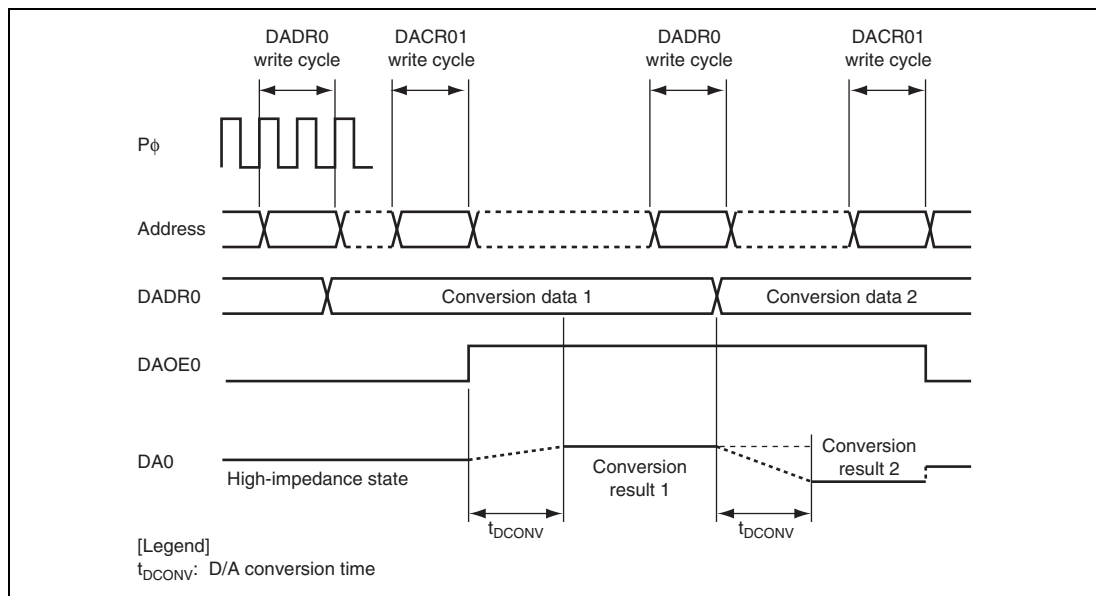 DADR0
write cycle
DACR01
write cycle
DADR0
write cycle
DACR01
write cycle
Pϕ
Address
DADR0
Conversion data 1
Conversion data 2
DAOE0
DA0
High-impedance state
Conversion
result 1
Conversion
result 2
tDCONV
tDCONV
[Legend]
tDCONV: D/A conversion time